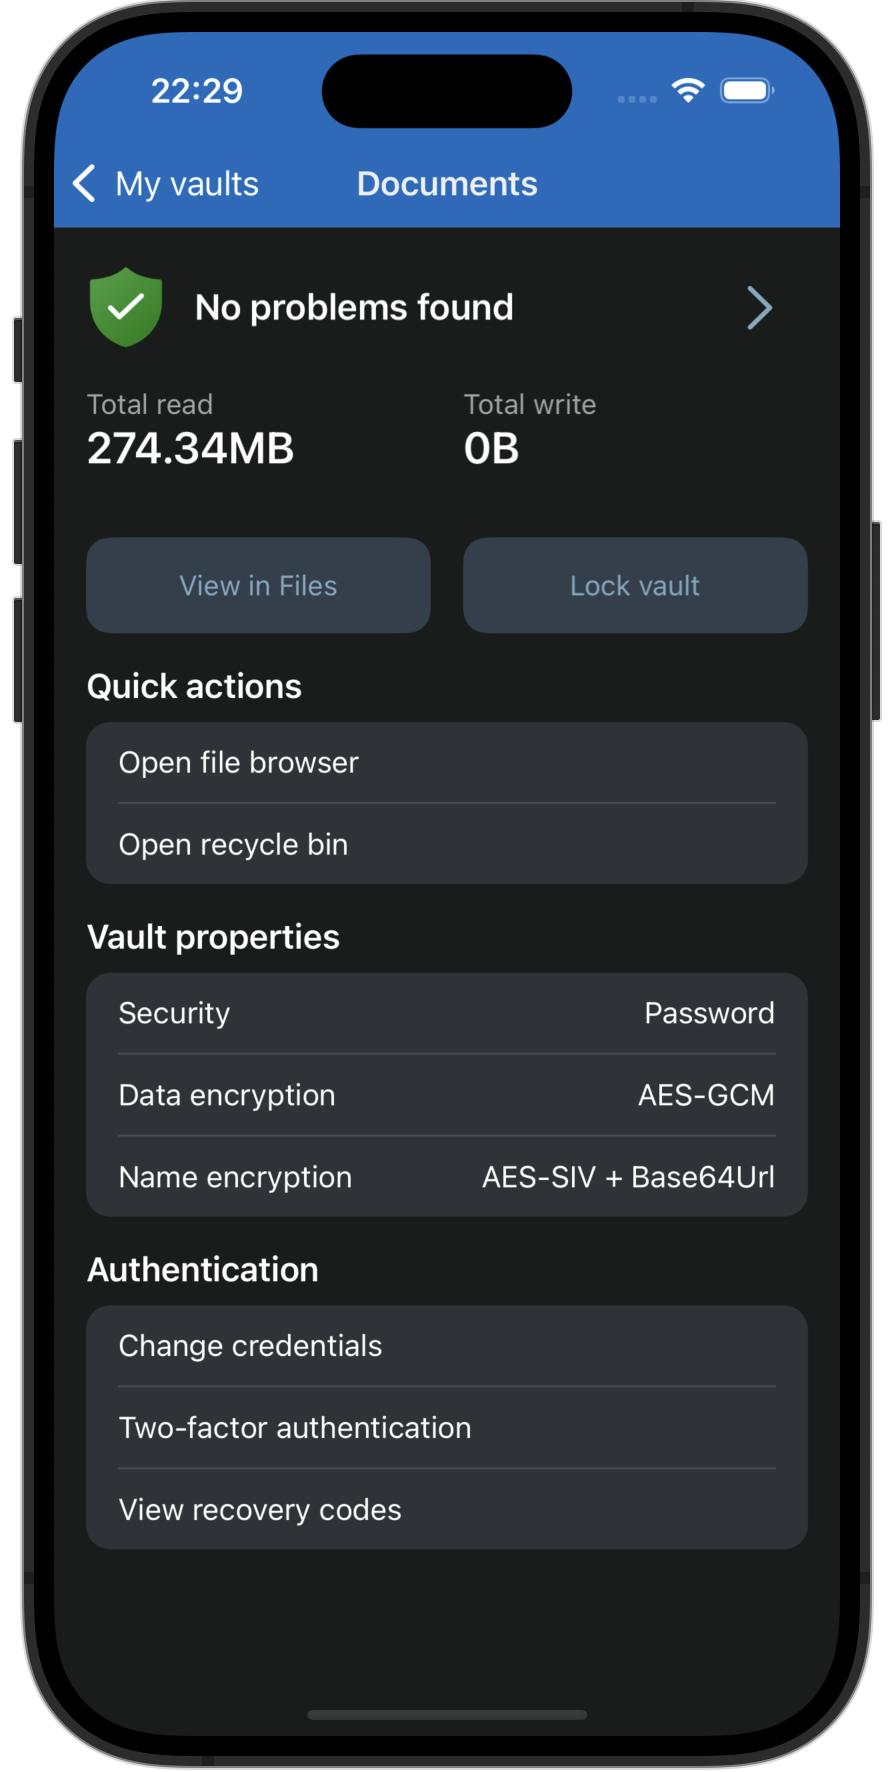 22:29
My vaults
Documents
No problems found
Total read
Total write
274.34MB
0B
View in Files
Lock vault
Quick actions
Open file browser
Open recycle bin
Vault properties
Security
Password
Data encryption
AES-GCM
Name encryption
AES-SIV + Base64Url
Authentication
Change credentials
Two-factor authentication
View recovery codes